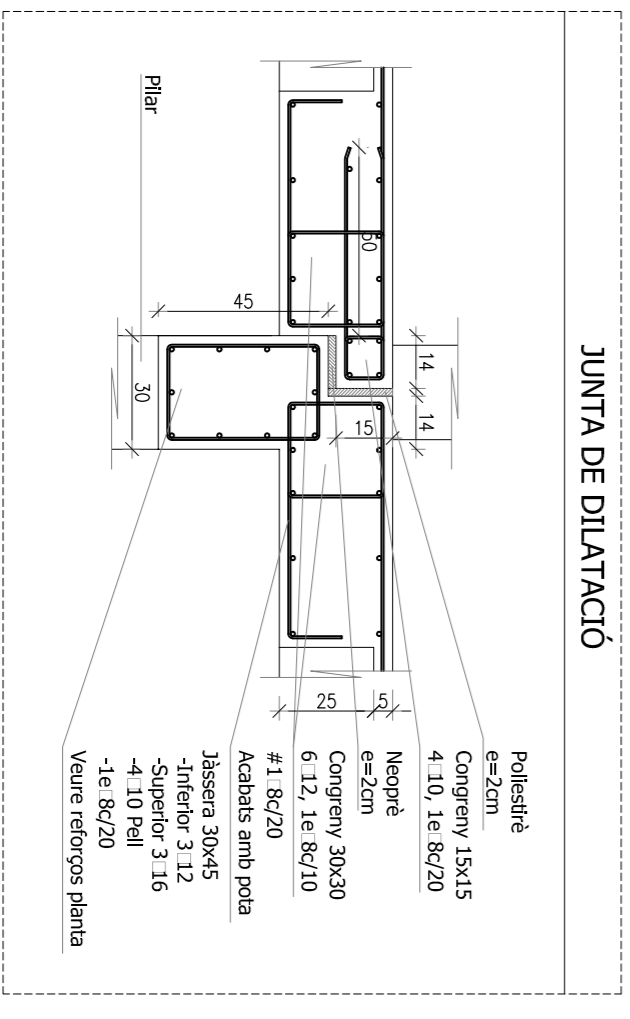 JUNTA DE DILATACIÓ
Poliestirè
e=2cm
Congreny 15x15
4□10, 1e□8c/20
Neoprè
e=2cm
Congreny 30x30
6□12, 1e□8c/10
#1□8c/20
Acabats amb pota
Jàssera 30x45
-Inferior 3□12
-Superior 3□16
-4□10 Pell
-1e□8c/20
Veure reforços planta
Pilar
14
14
15
50
45
30
25
5